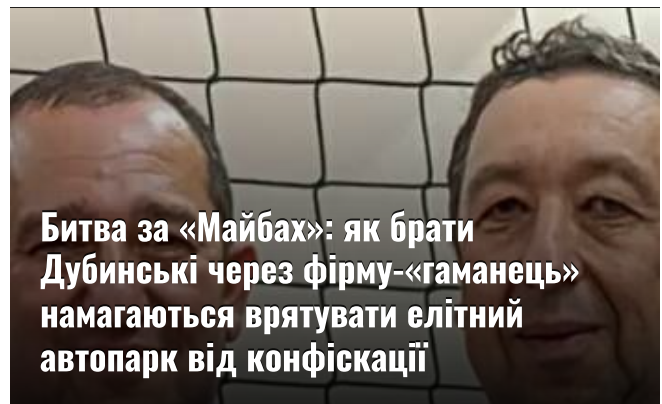 Битва за «Майбах»: як брати
Дубинські через фірму-«гаманець»
намагаються врятувати елітний
автопарк від конфіскації